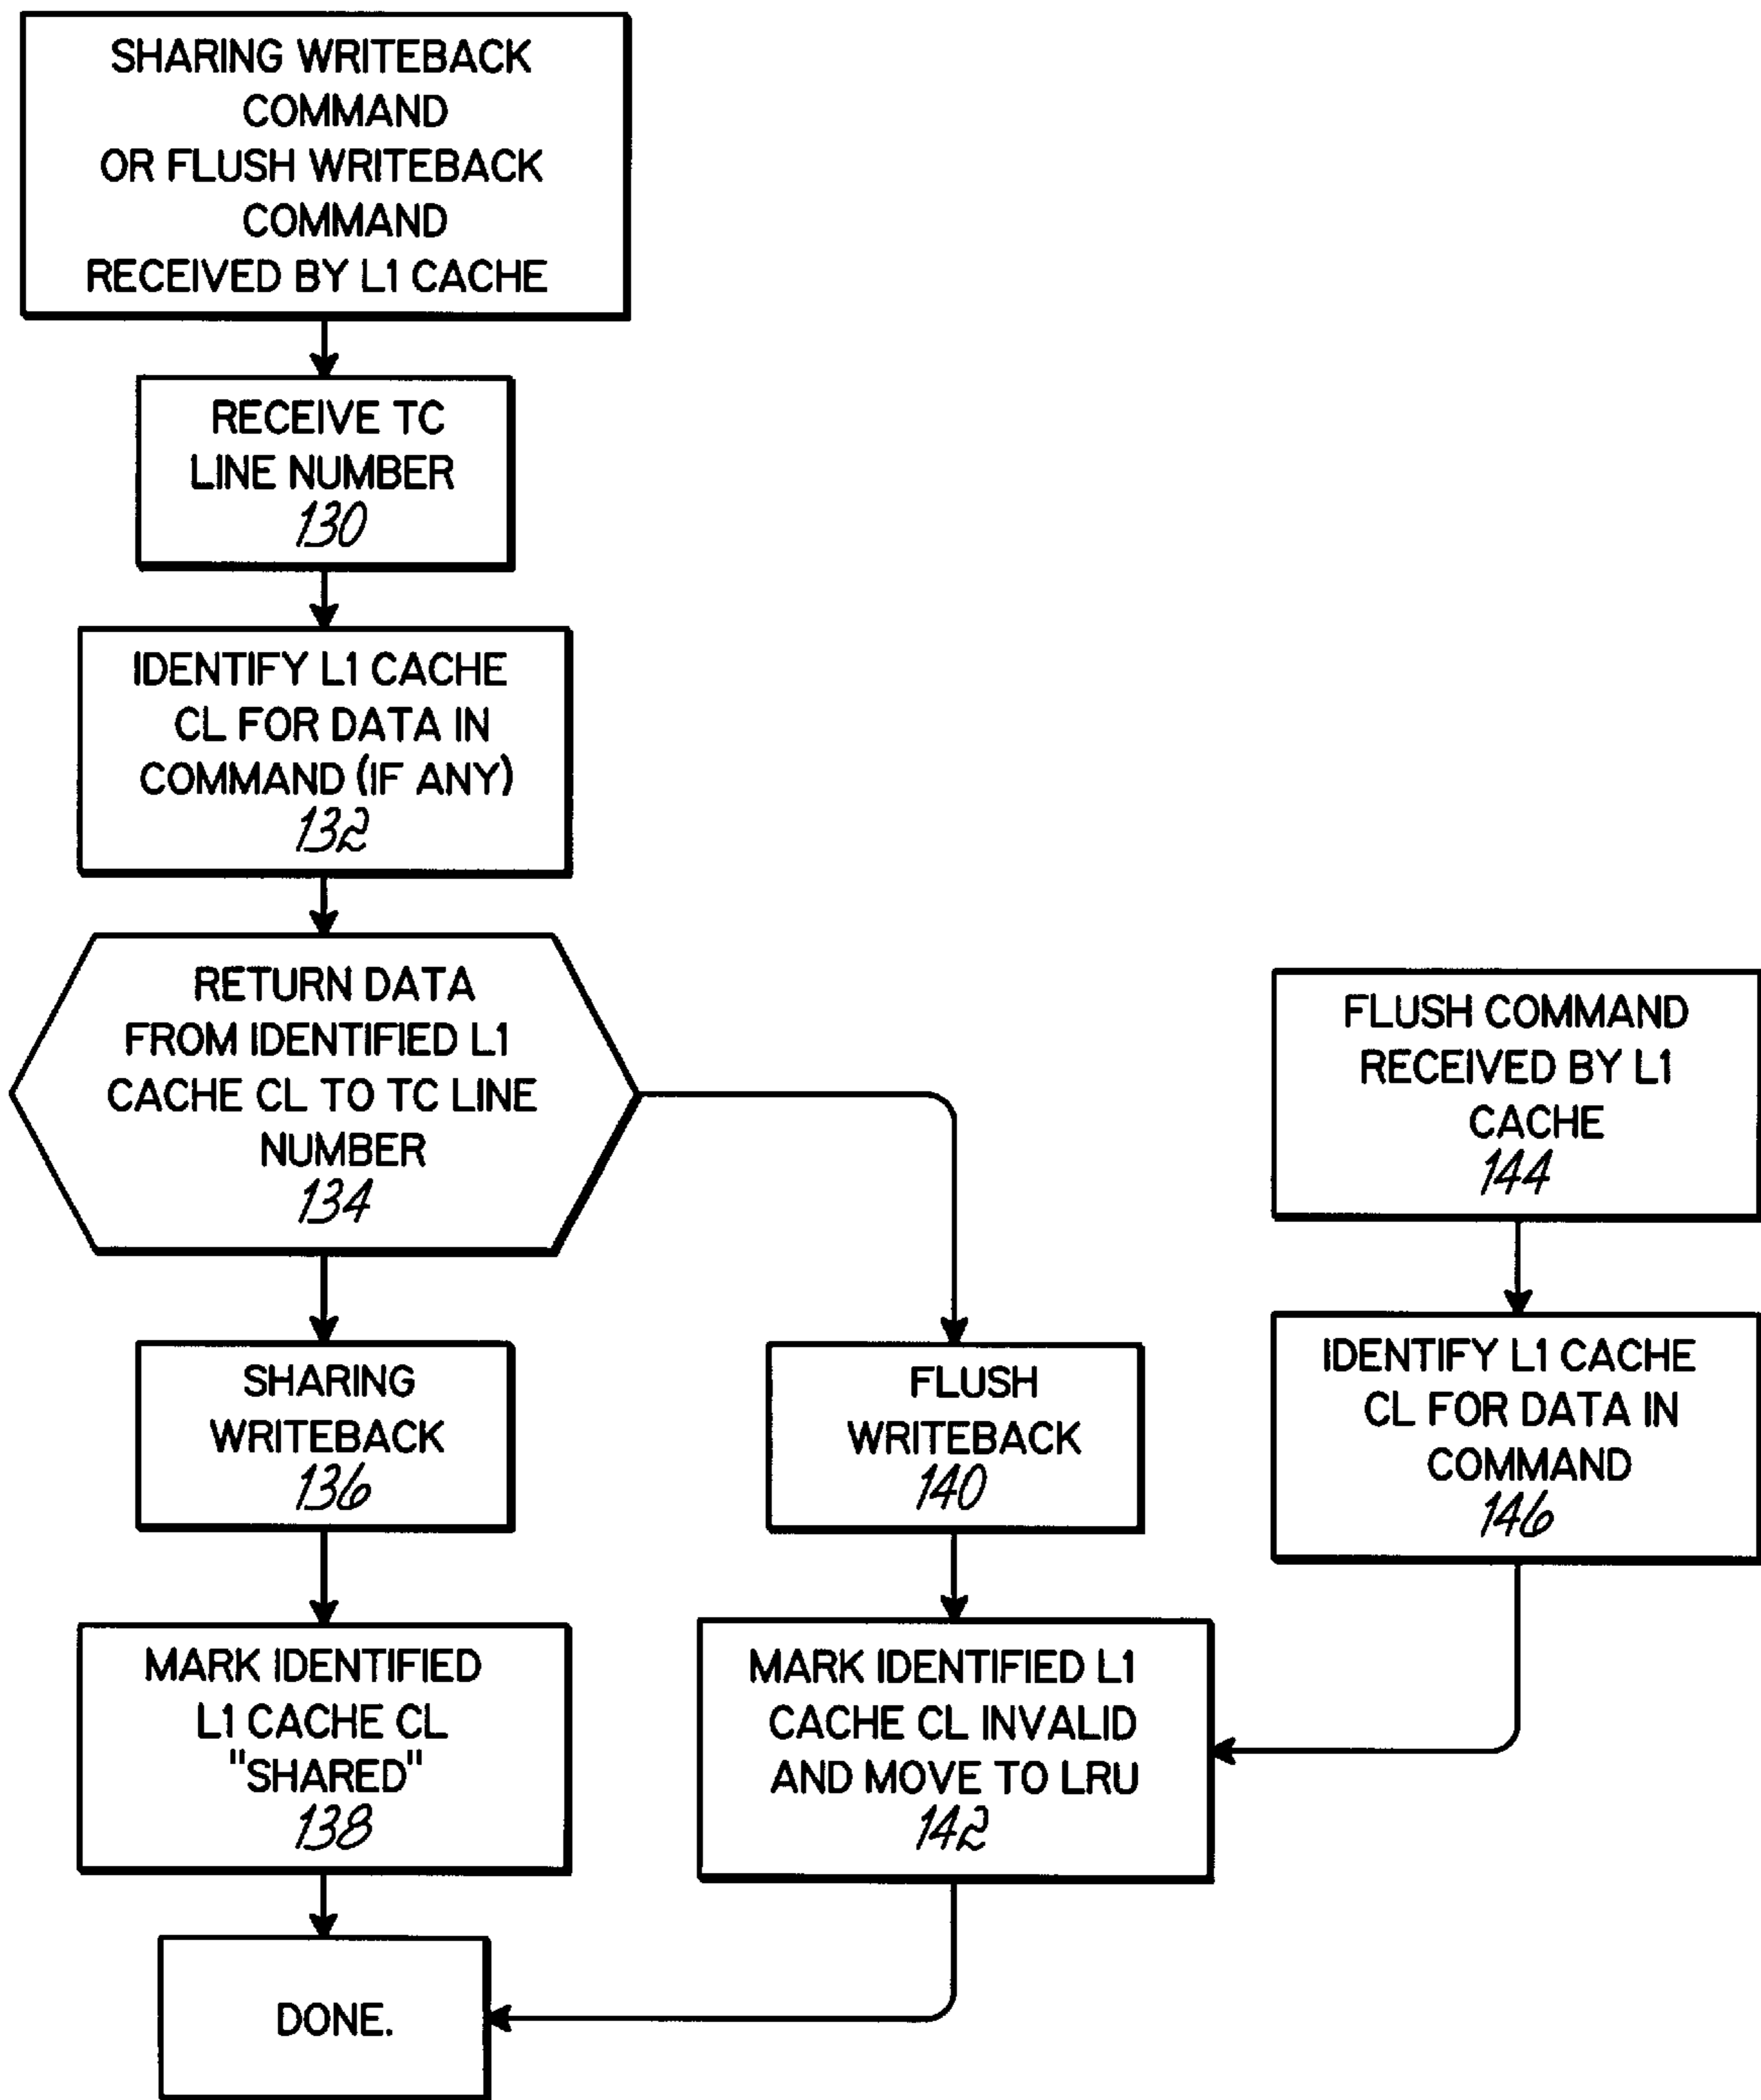 SHARING WRITEBACK
COMMAND
OR FLUSH WRITEBACK
COMMAND
RECEIVED BY L1 CACHE
RECEIVE TC
LINE NUMBER
130
IDENTIFY L1 CACHE
CL FOR DATA IN
COMMAND (IF ANY)
132
RETURN DATA
FROM IDENTIFIED L1
CACHE CL TO TC LINE
NUMBER
134
SHARING
WRITEBACK
136
MARK IDENTIFIED
L1 CACHE CL
"SHARED"
138
FLUSH
WRITEBACK
140
MARK IDENTIFIED L1
CACHE CL INVALID
AND MOVE TO LRU
142
FLUSH COMMAND
RECEIVED BY L1
CACHE
144
IDENTIFY L1 CACHE
CL FOR DATA IN
COMMAND
146
DONE.